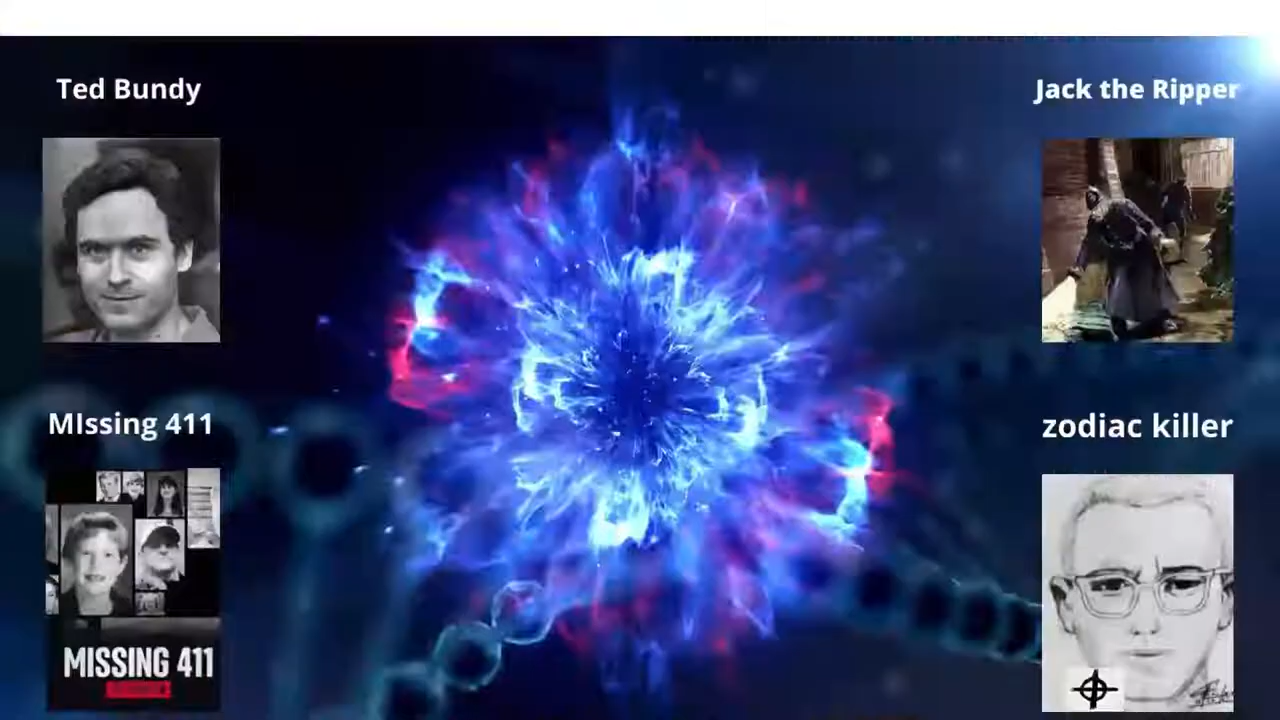 Ted Bundy
Jack the Ripper
MIssing 411
zodiac killer
MISSING 411